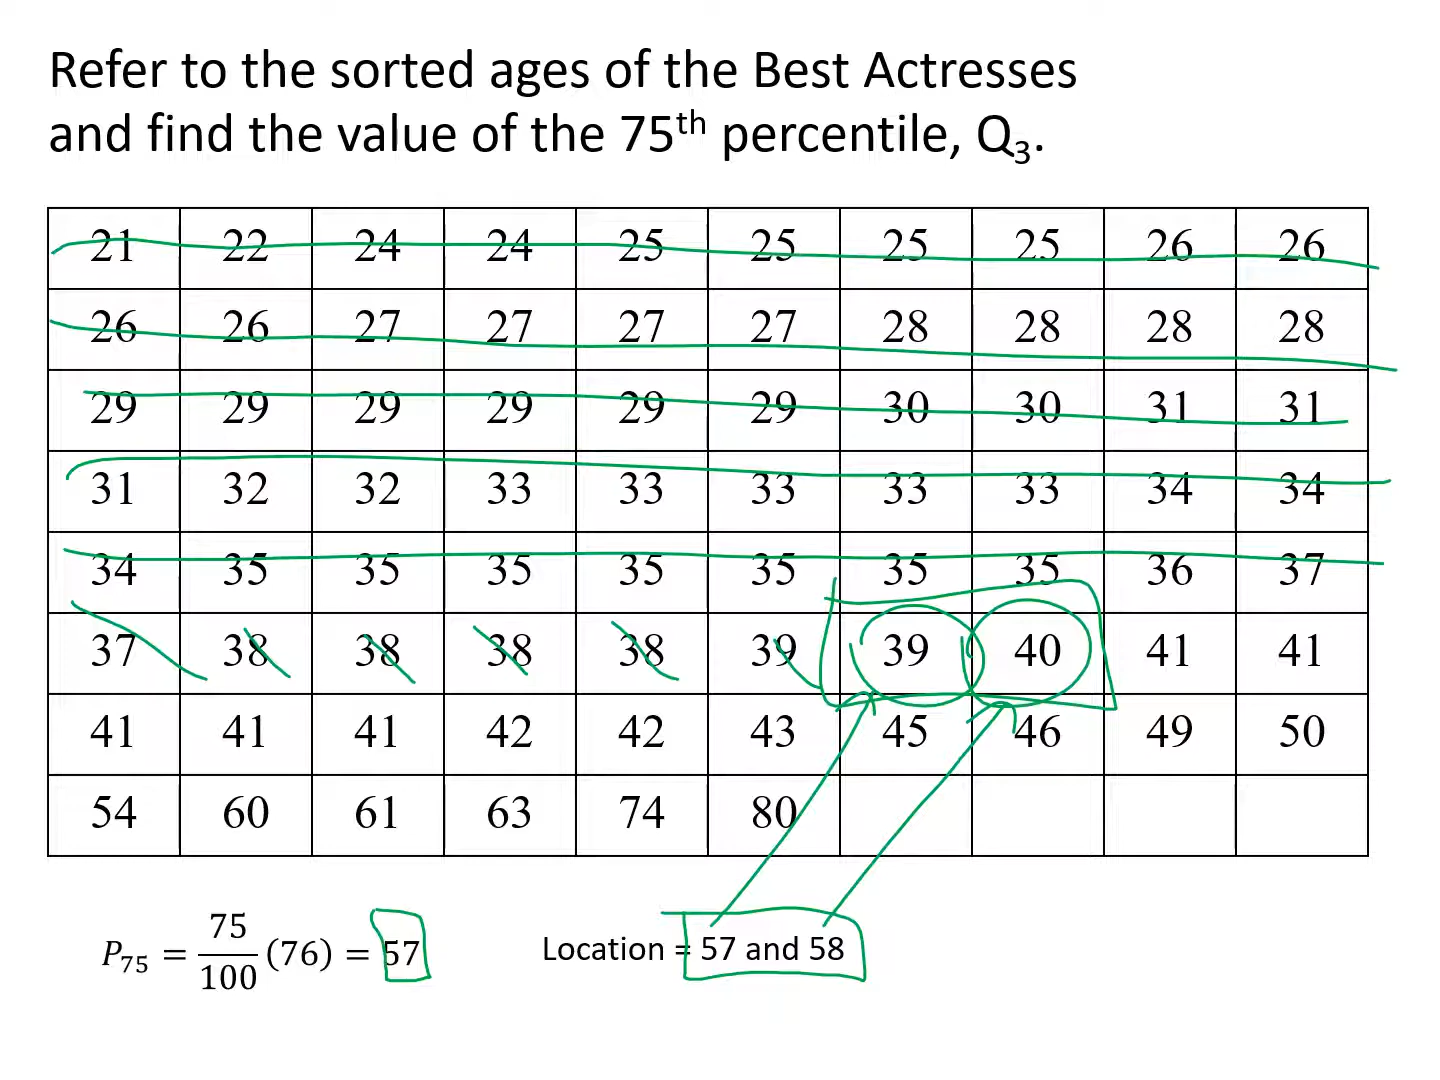 Refer to the sorted ages of the Best Actresses
and find the value of the 75th percentile, Q3.
21 22 24 24 25 25 25 25 26 26
26 26 27 27 27 27 28 28 28 28
29 29 29 29 29 29 30 30 31 31
31 32 32 33 33 33 33 33 34 34
34 35 35 35 35 35 35 35 36 37
37 38 38 38 38 39 39 40 41 41
41 41 41 42 42 43 45 46 49 50
54 60 61 63 74 80
P75 = 75/100 (76) = 57
Location = 57 and 58